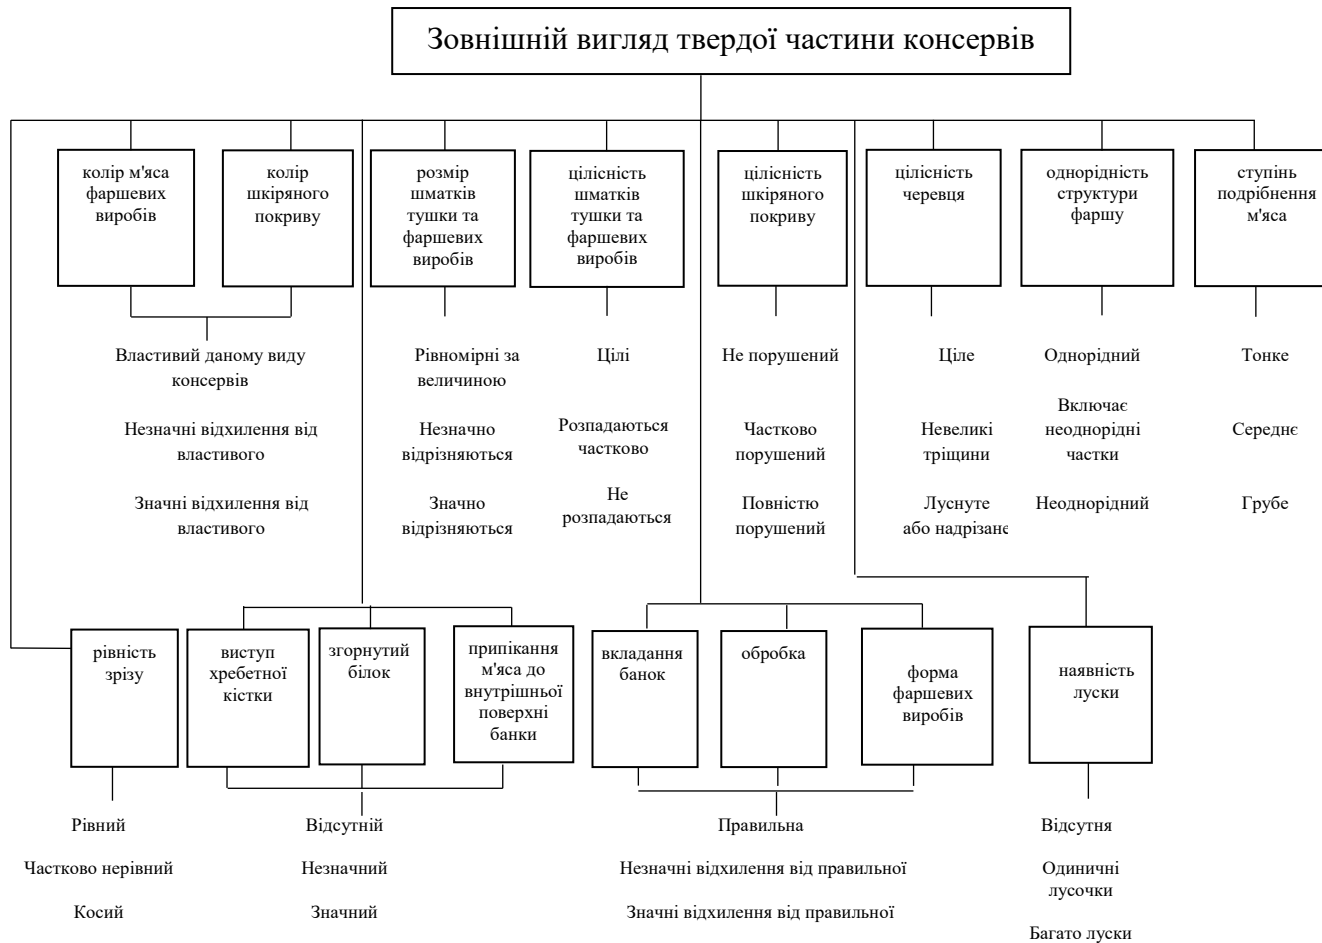 Зовнішній вигляд твердої частини консервів
колір м'яса
фаршевих
виробів
колір
шкіряного
покриву
розмір
шматків
тушки та
фаршевих
виробів
цілісність
шматків
тушки та
фаршевих
виробів
цілісність
шкіряного
покриву
цілісність
черевця
однорідність
структури
фаршу
ступінь
подрібнення
м'яса
Властивий даному виду
консервів
Незначні відхилення від
властивого
Значні відхилення від
властивого
Рівномірні за
величиною
Незначно
відрізняються
Значно
відрізняються
Цілі
Розпадаються
частково
Не
розпадаються
Не порушений
Частково
порушений
Повністю
порушений
Ціле
Невеликі
тріщини
Луснуте
або надрізане
Однорідний
Включає
неоднорідні
частки
Неоднорідний
Тонке
Середнє
Грубе
рівність
зрізу
виступ
хребетної
кістки
згорнутий
білок
припікання
м'яса до
внутрішньої
поверхні
банки
вкладання
банок
обробка
форма
фаршевих
виробів
наявність
луски
Рівний
Частково нерівний
Косий
Відсутній
Незначний
Значний
Правильна
Незначні відхилення від правильної
Значні відхилення від правильної
Відсутня
Одиничні
лусочки
Багато луски